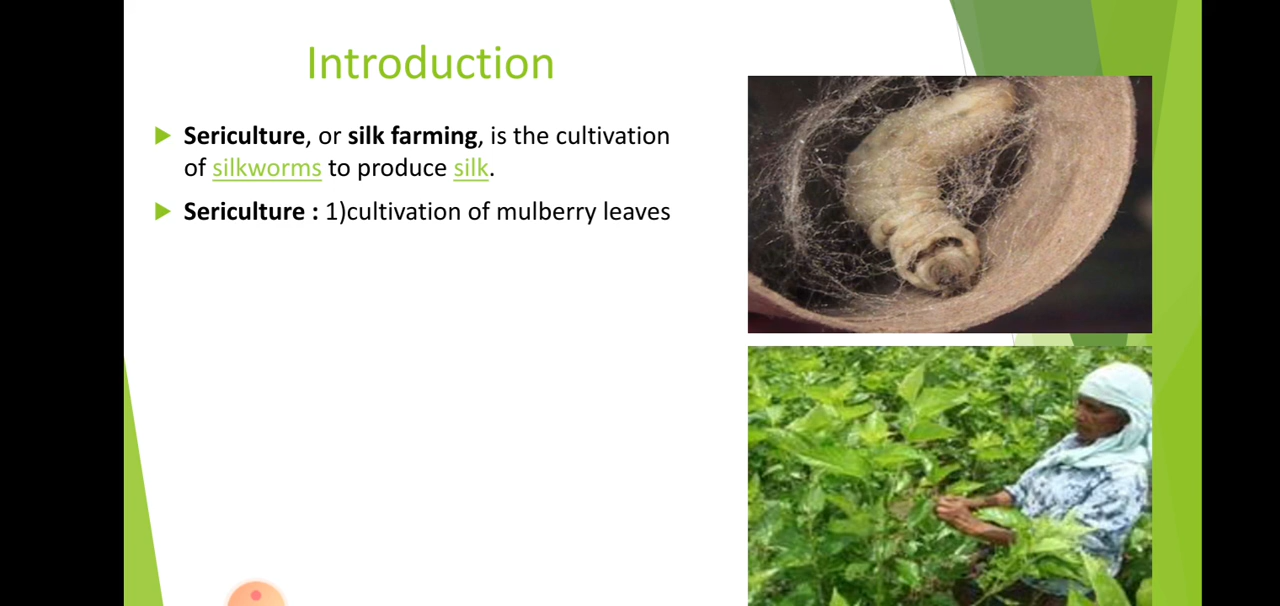 Introduction
Sericulture, or silk farming, is the cultivation
of silkworms to produce silk.
Sericulture : 1)cultivation of mulberry leaves